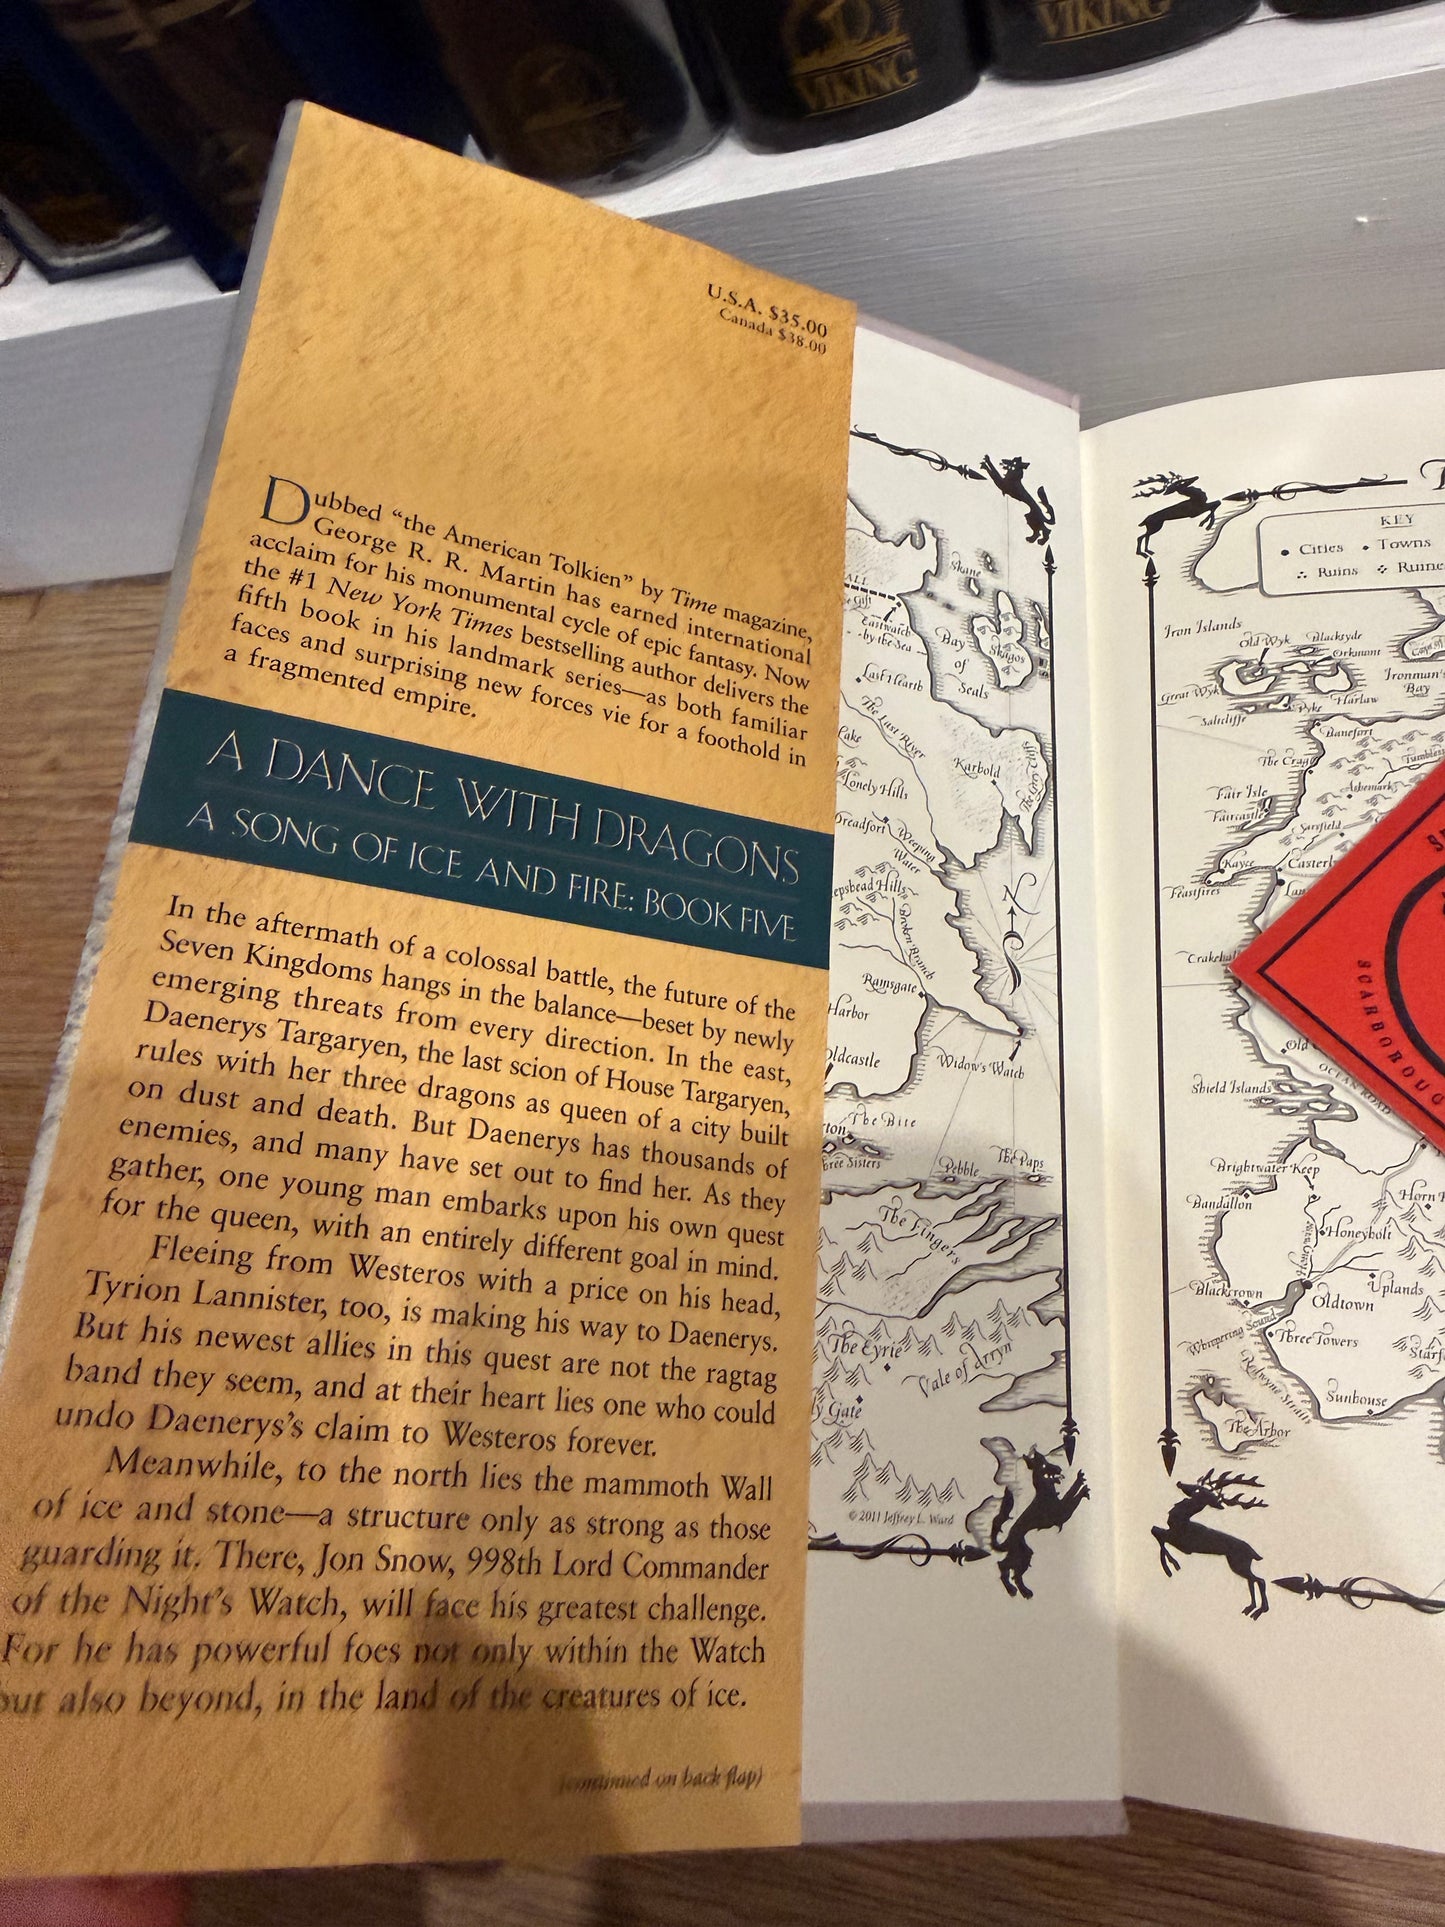 VIKING
VIKING
U.S.A. $35.00
Canada $38.00
Dubbed “the American Tolkien” by Time magazine,
George R. R. Martin has earned international
acclaim for his monumental cycle of epic fantasy. Now
the #1 New York Times bestselling author delivers the
fifth book in his landmark series—as both familiar
faces and surprising new forces vie for a foothold in
a fragmented empire.
A DANCE WITH DRAGONS
A SONG OF ICE AND FIRE: BOOK FIVE
In the aftermath of a colossal battle, the future of the
Seven Kingdoms hangs in the balance—beset by newly
emerging threats from every direction. In the east,
Daenerys Targaryen, the last scion of House Targaryen,
rules with her three dragons as queen of a city built
on dust and death. But Daenerys has thousands of
enemies, and many have set out to find her. As they
gather, one young man embarks upon his own quest
for the queen, with an entirely different goal in mind.
Fleeing from Westeros with a price on his head,
Tyrion Lannister, too, is making his way to Daenerys.
But his newest allies in this quest are not the ragtag
band they seem, and at their heart lies one who could
undo Daenerys's claim to Westeros forever.
Meanwhile, to the north lies the mammoth Wall
of ice and stone—a structure only as strong as those
guarding it. There, Jon Snow, 998th Lord Commander
of the Night's Watch, will face his greatest challenge.
For he has powerful foes not only within the Watch
but also beyond, in the land of the creatures of ice.
(continued on back flap)
Skane
Eastwatch
-by-the-Sea
Bay
of
Seals
Skagos
Last Hearth
The Last River
Lake
Lonely Hills
Karhold
The Grey Cliffs
Dreadfort
Weeping
Water
Hills
Broken Branch
Ramsgate
Harbor
Oldcastle
Widow's Watch
The Bite
Sisters
Pebble
The Paps
The Fingers
The Eyrie
Vale of Arryn
Gate
© 2011 Jeffrey L. Ward
KEY
Cities
Towns
Ruins
Iron Islands
Old Wyk
Blacktyde
Orkmont
Great Wyk
Harlaw
Pyke
Saltcliffe
Ironman's
Bay
Banefort
The Crag
Ashemark
Fair Isle
Faircastle
Sarsfield
Kayce
Feastfires
Crakehall
OCEAN ROAD
Shield Islands
Brightwater Keep
Bandallon
Honeyholt
Uplands
Blackcrown
Oldtown
Whispering Sound
Three Towers
Redwyne Straits
Sunhouse
The Arbor